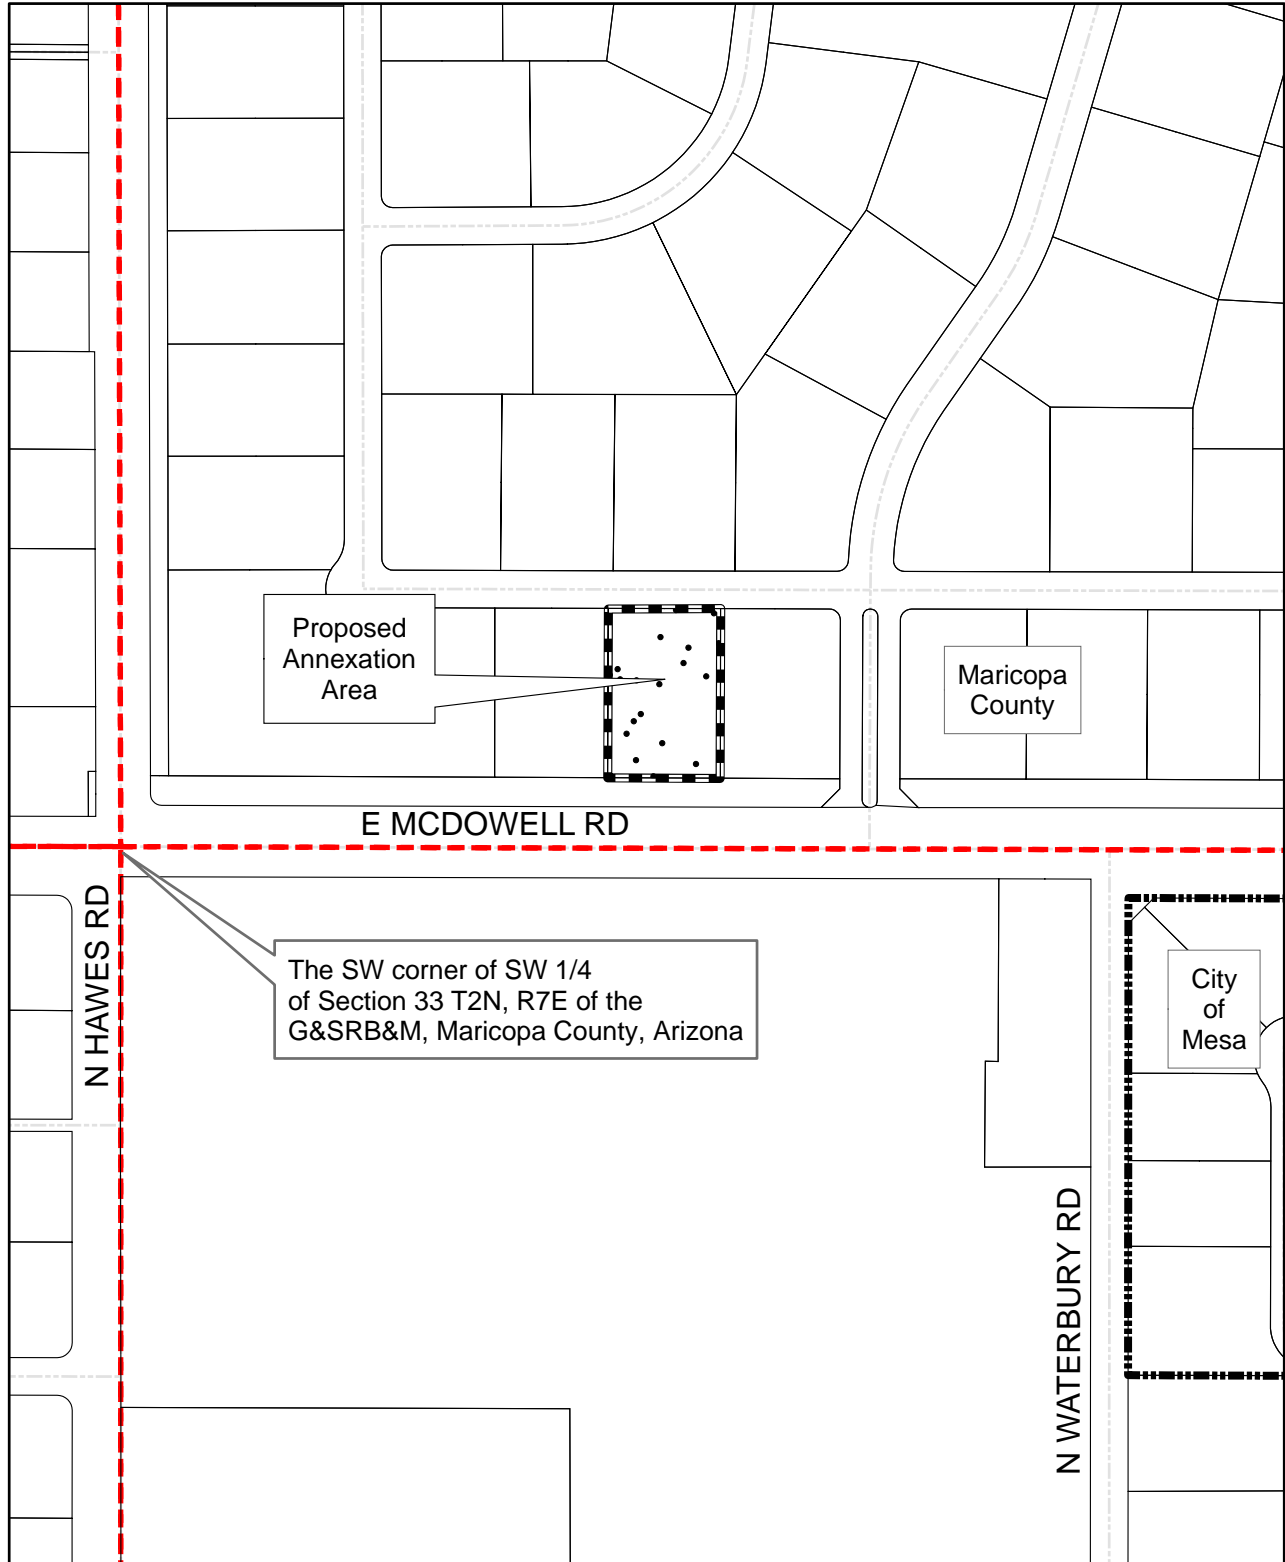 Proposed
Annexation
Area
Maricopa
County
E MCDOWELL RD
N HAWES RD
The SW corner of SW 1/4
of Section 33 T2N, R7E of the
G&SRB&M, Maricopa County, Arizona
City
of
Mesa
N WATERBURY RD